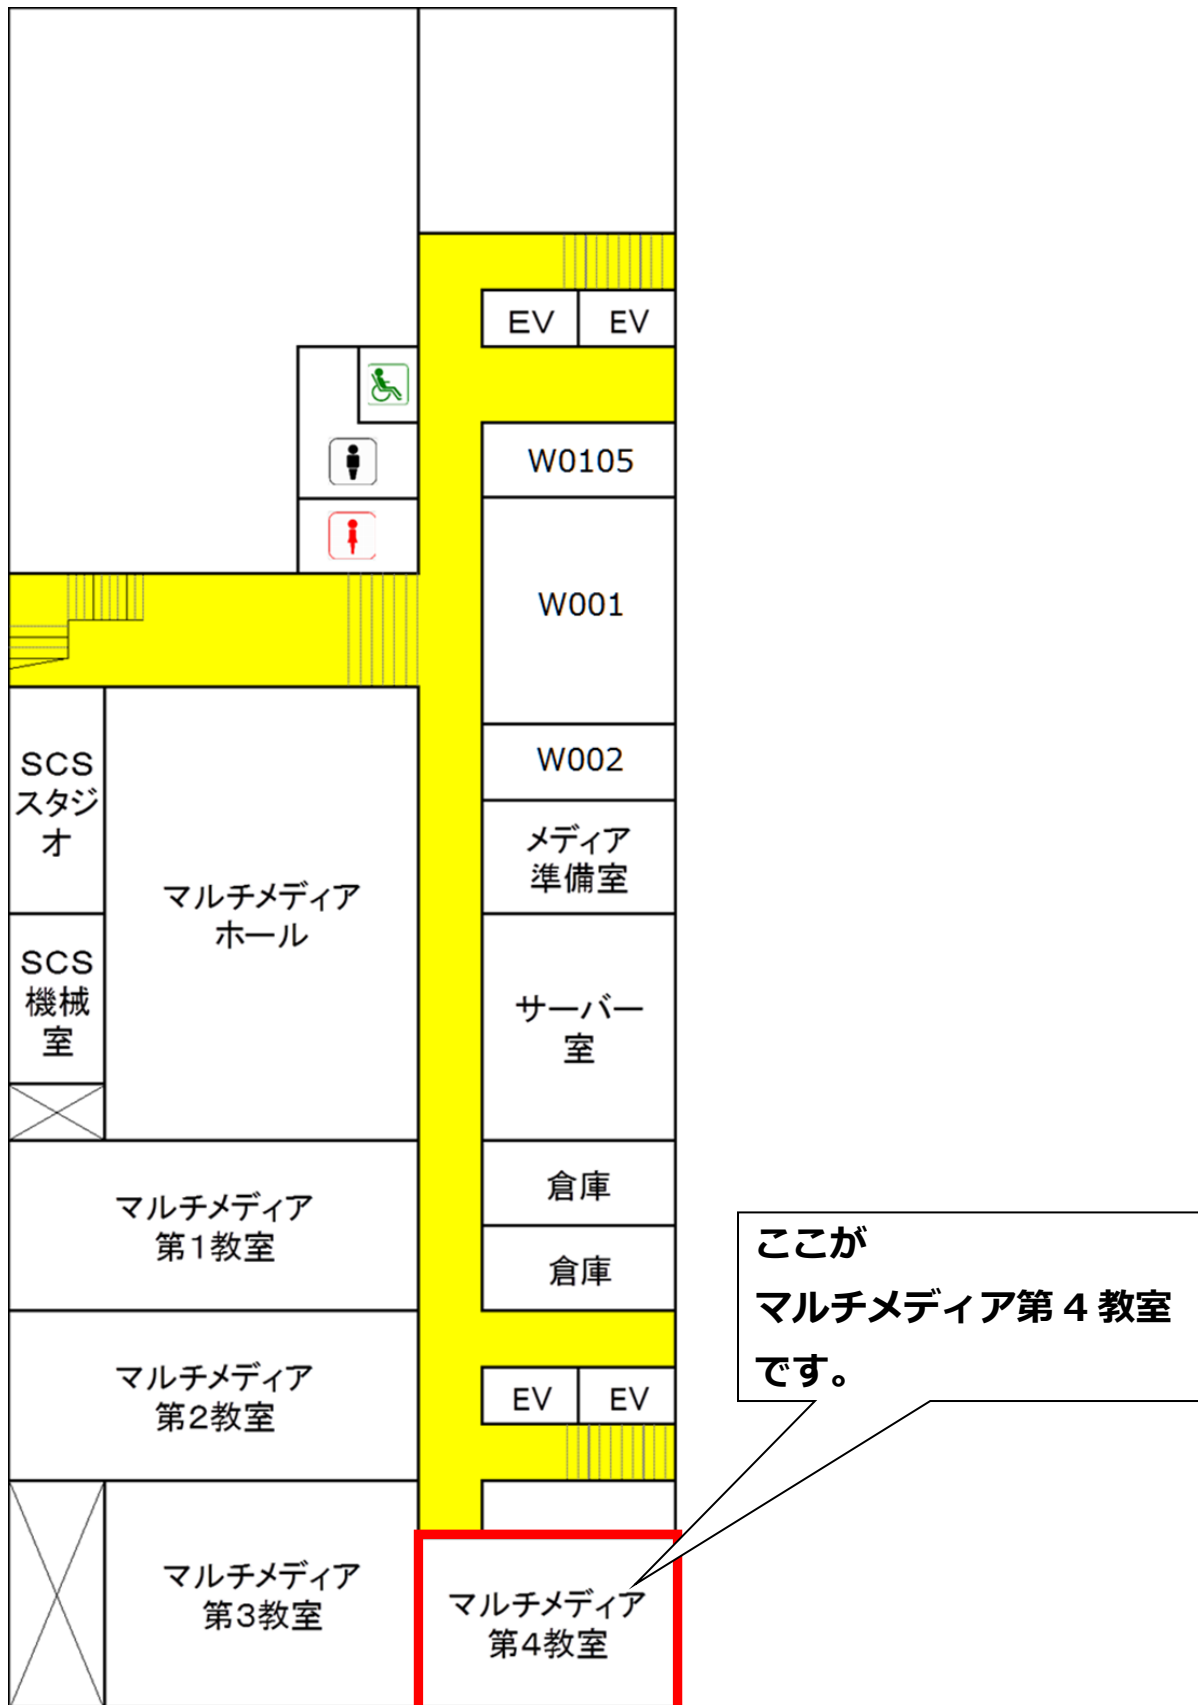 EV
EV
W0105
W001
W002
SCS
スタジ
オ
メディア
準備室
マルチメディア
ホール
SCS
機械
室
サーバー
室
倉庫
マルチメディア
第1教室
倉庫
ここが
マルチメディア第 4 教室
です。
マルチメディア
第2教室
EV
EV
マルチメディア
第3教室
マルチメディア
第4教室